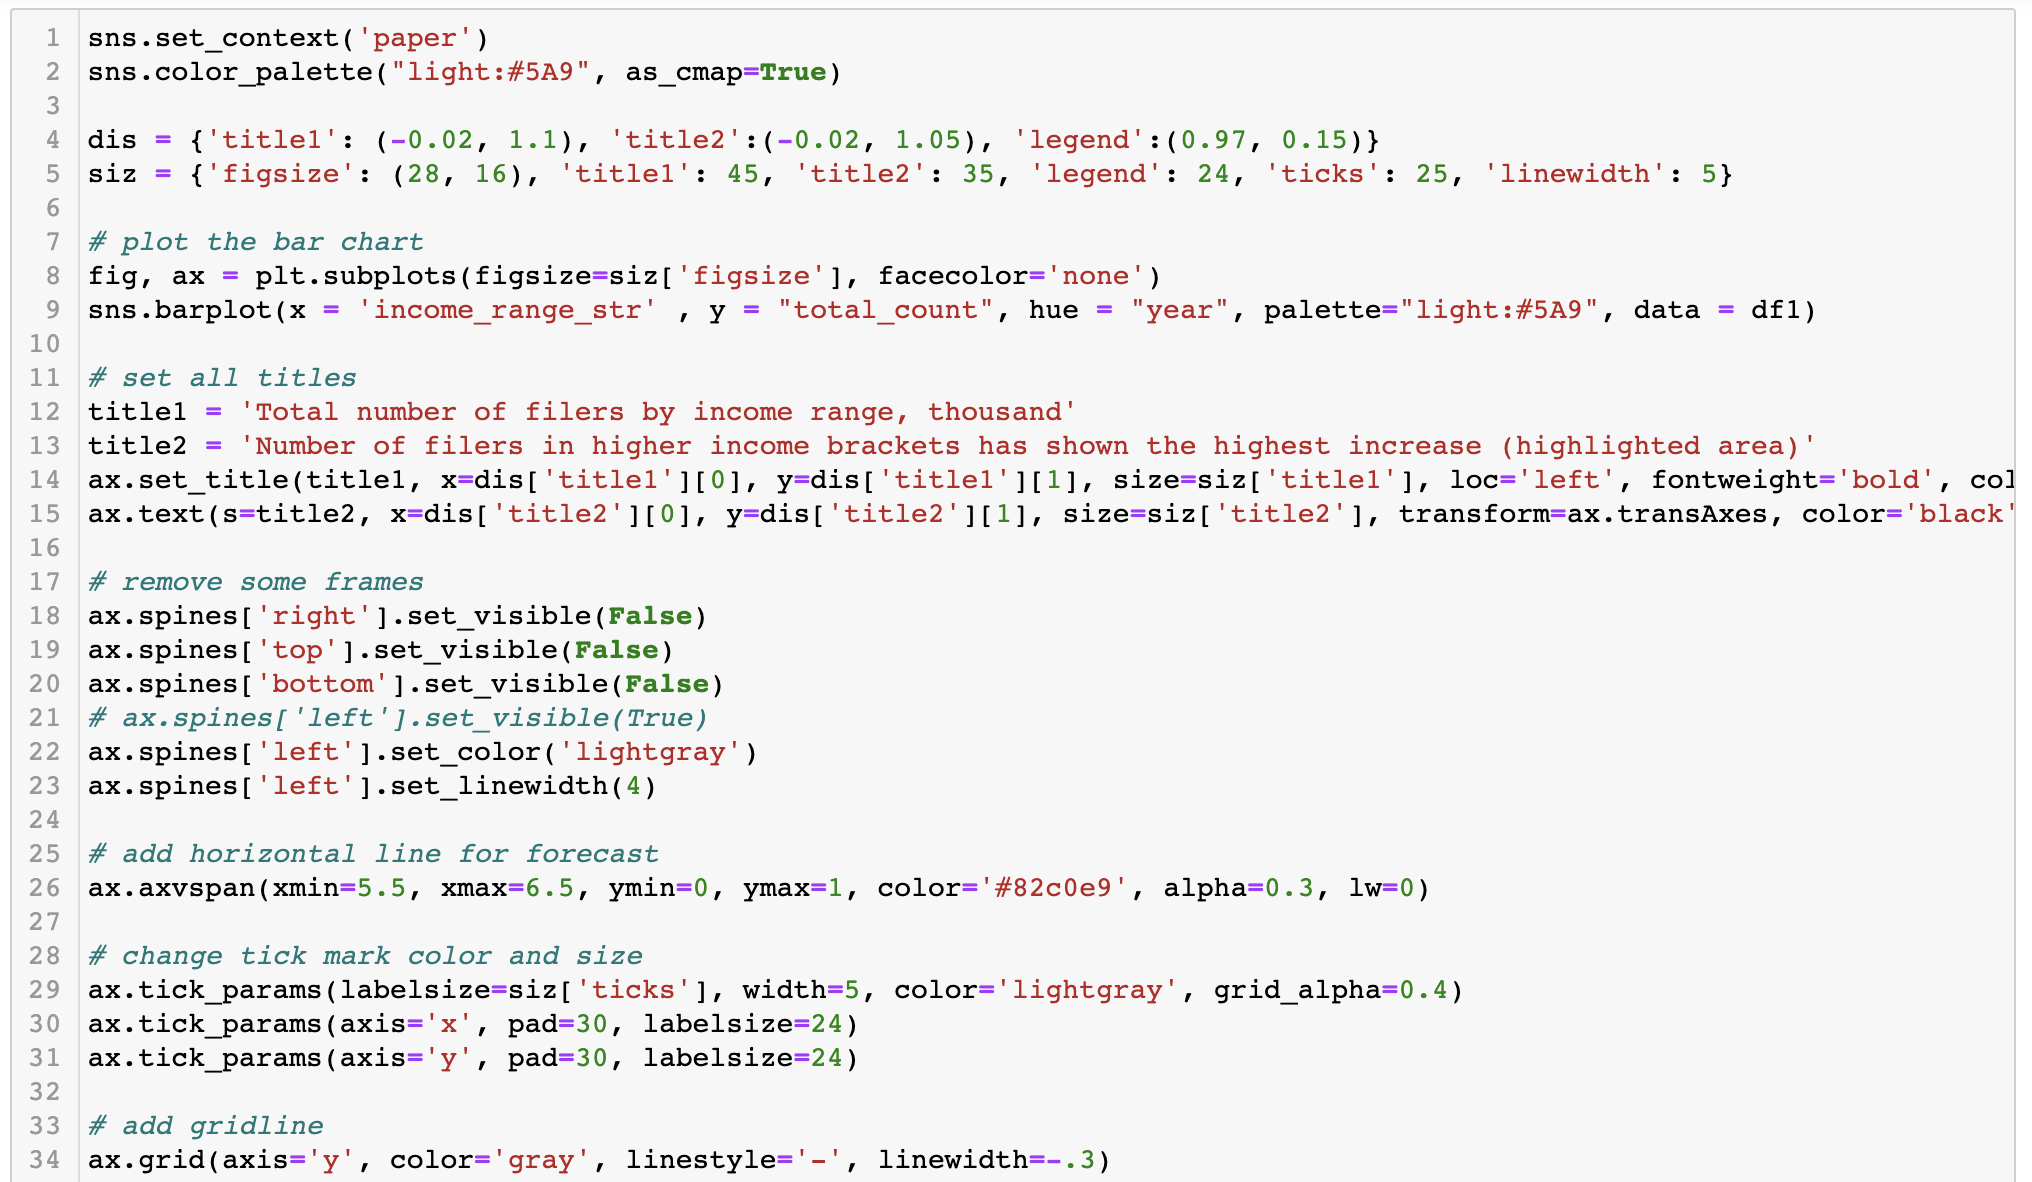 1 sns.set_context('paper')
2 sns.color_palette("light:#5A9", as_cmap=True)
3
4 dis = {'title1': (-0.02, 1.1), 'title2':(-0.02, 1.05), 'legend':(0.97, 0.15)}
5 siz = {'figsize': (28, 16), 'title1': 45, 'title2': 35, 'legend': 24, 'ticks': 25, 'linewidth': 5}
6
7 # plot the bar chart
8 fig, ax = plt.subplots(figsize=siz['figsize'], facecolor='none')
9 sns.barplot(x = 'income_range_str' , y = "total_count", hue = "year", palette="light:#5A9", data = df1)
10
11 # set all titles
12 title1 = 'Total number of filers by income range, thousand'
13 title2 = 'Number of filers in higher income brackets has shown the highest increase (highlighted area)'
14 ax.set_title(title1, x=dis['title1'][0], y=dis['title1'][1], size=siz['title1'], loc='left', fontweight='bold', col
15 ax.text(s=title2, x=dis['title2'][0], y=dis['title2'][1], size=siz['title2'], transform=ax.transAxes, color='black'
16
17 # remove some frames
18 ax.spines['right'].set_visible(False)
19 ax.spines['top'].set_visible(False)
20 ax.spines['bottom'].set_visible(False)
21 # ax.spines['left'].set_visible(True)
22 ax.spines['left'].set_color('lightgray')
23 ax.spines['left'].set_linewidth(4)
24
25 # add horizontal line for forecast
26 ax.axvspan(xmin=5.5, xmax=6.5, ymin=0, ymax=1, color='#82c0e9', alpha=0.3, lw=0)
27
28 # change tick mark color and size
29 ax.tick_params(labelsize=siz['ticks'], width=5, color='lightgray', grid_alpha=0.4)
30 ax.tick_params(axis='x', pad=30, labelsize=24)
31 ax.tick_params(axis='y', pad=30, labelsize=24)
32
33 # add gridline
34 ax.grid(axis='y', color='gray', linestyle='-', linewidth=-.3)